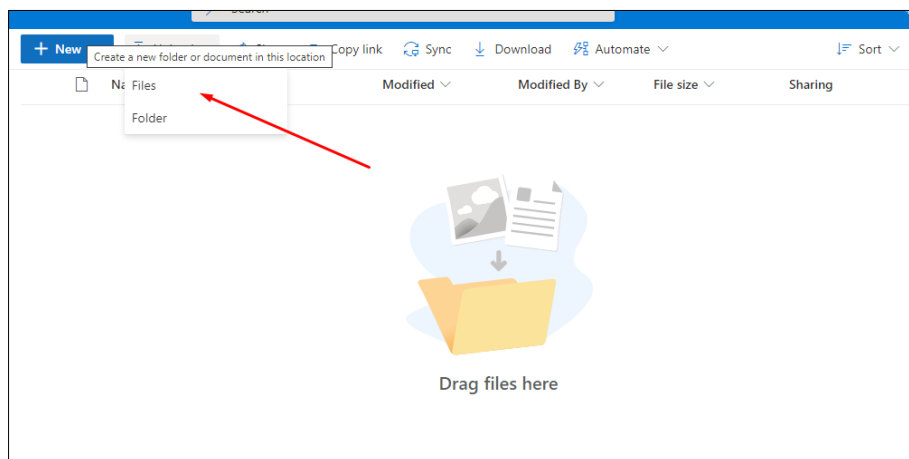 New
Create a new folder or document in this location
Copy link
Sync
Download
Automate
Sort
Files
Modified
Modified By
File size
Sharing
Folder
Drag files here